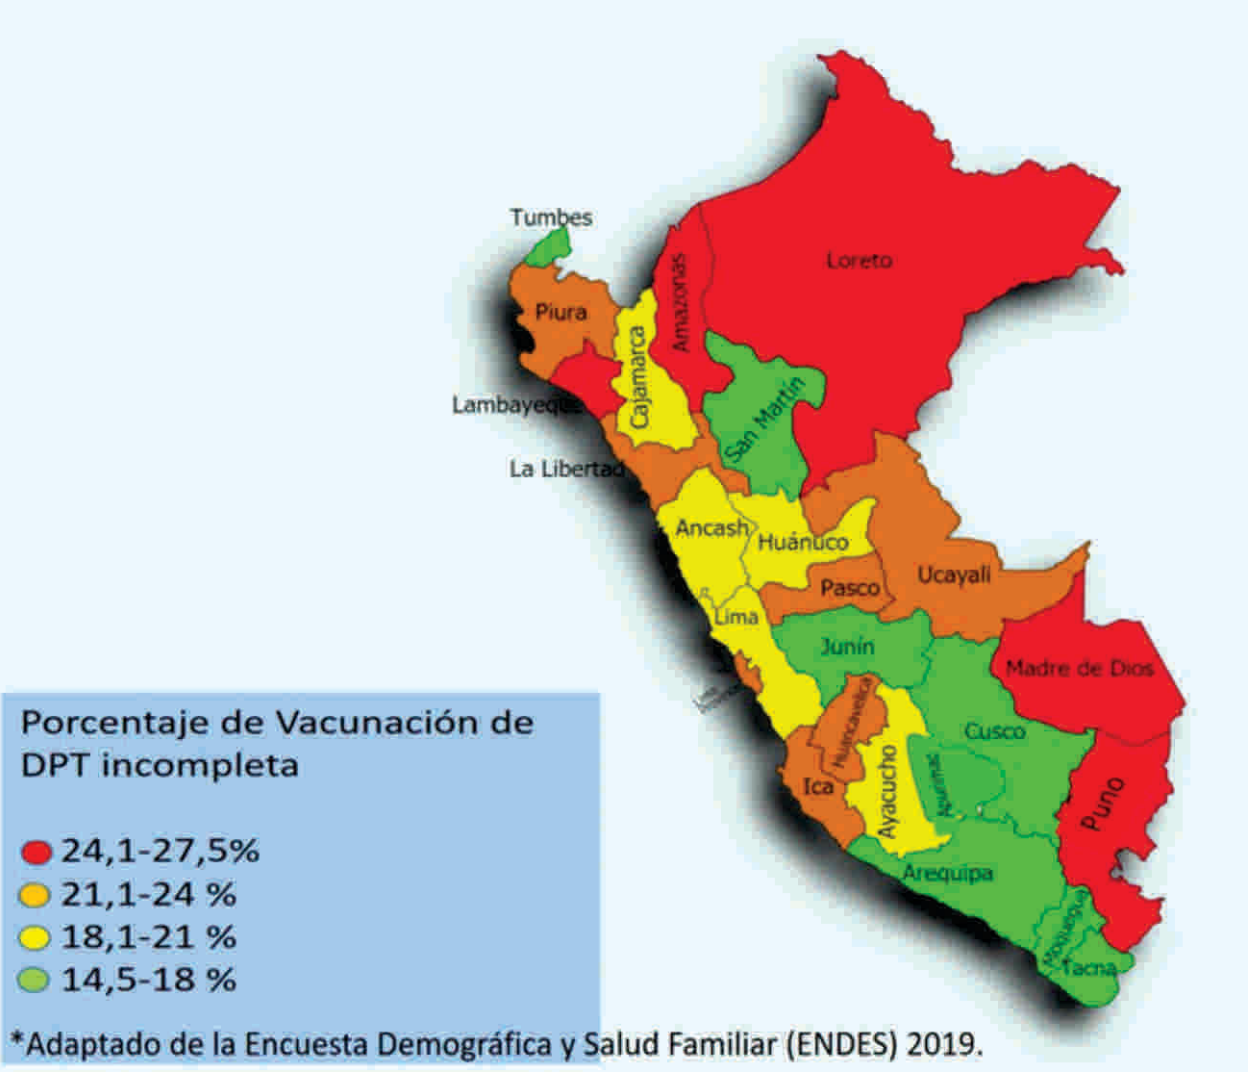 Tumbes
Loreto
Amazonas
Piura
Cajamarca
San Martín
Lambayeque
La Libertad
Ancash
Huánuco
Ucayali
Pasco
Lima
Junín
Madre de Dios
Huancavelica
Cusco
Ica
Ayacucho
Apurímac
Puno
Arequipa
Moquegua
Tacna
Porcentaje de Vacunación de
DPT incompleta
24,1-27,5%
21,1-24 %
18,1-21 %
14,5-18 %
*Adaptado de la Encuesta Demográfica y Salud Familiar (ENDES) 2019.